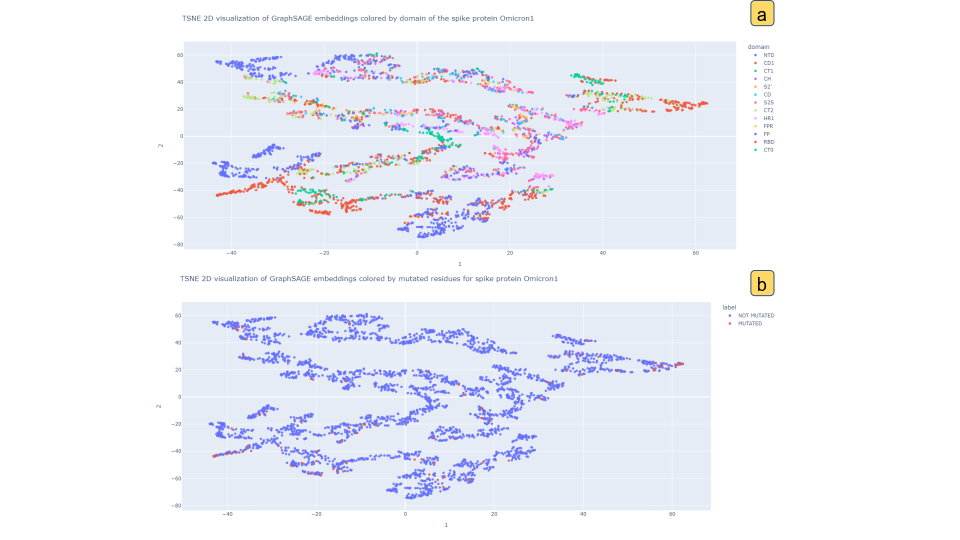 a
TSNE 2D visualization of GraphSAGE embeddings colored by domain of the spike protein Omicron1
domain
NTD
CD1
CT1
CH
S2'
CD
S2S
CT2
HR1
FPR
FP
RBD
CT0
60
40
20
0
−20
−40
−60
−80
2
−40
−20
0
20
40
60
1
b
TSNE 2D visualization of GraphSAGE embeddings colored by mutated residues for spike protein Omicron1
label
NOT MUTATED
MUTATED
60
40
20
0
−20
−40
−60
−80
2
−40
−20
0
20
40
60
1